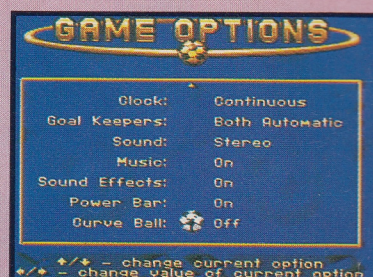 GAME OPTIONS
Clock: Continuous
Goal Keepers: Both Automatic
Sound: Stereo
Music: On
Sound Effects: On
Power Bar: On
Curve Ball: Off
↑/↓ - change current option
←/→ - change value of current option